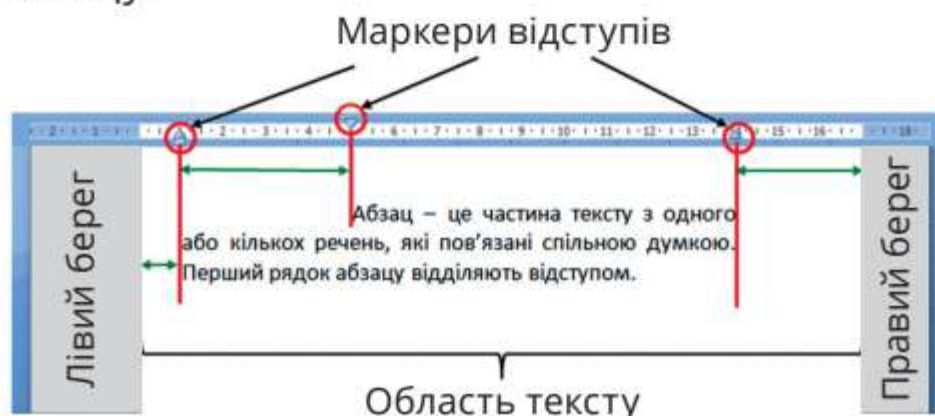 Маркери відступів
Лівий берег
Абзац – це частина тексту з одного
або кількох речень, які пов'язані спільною думкою.
Перший рядок абзацу відділяють відступом.
Правий берег
Область тексту